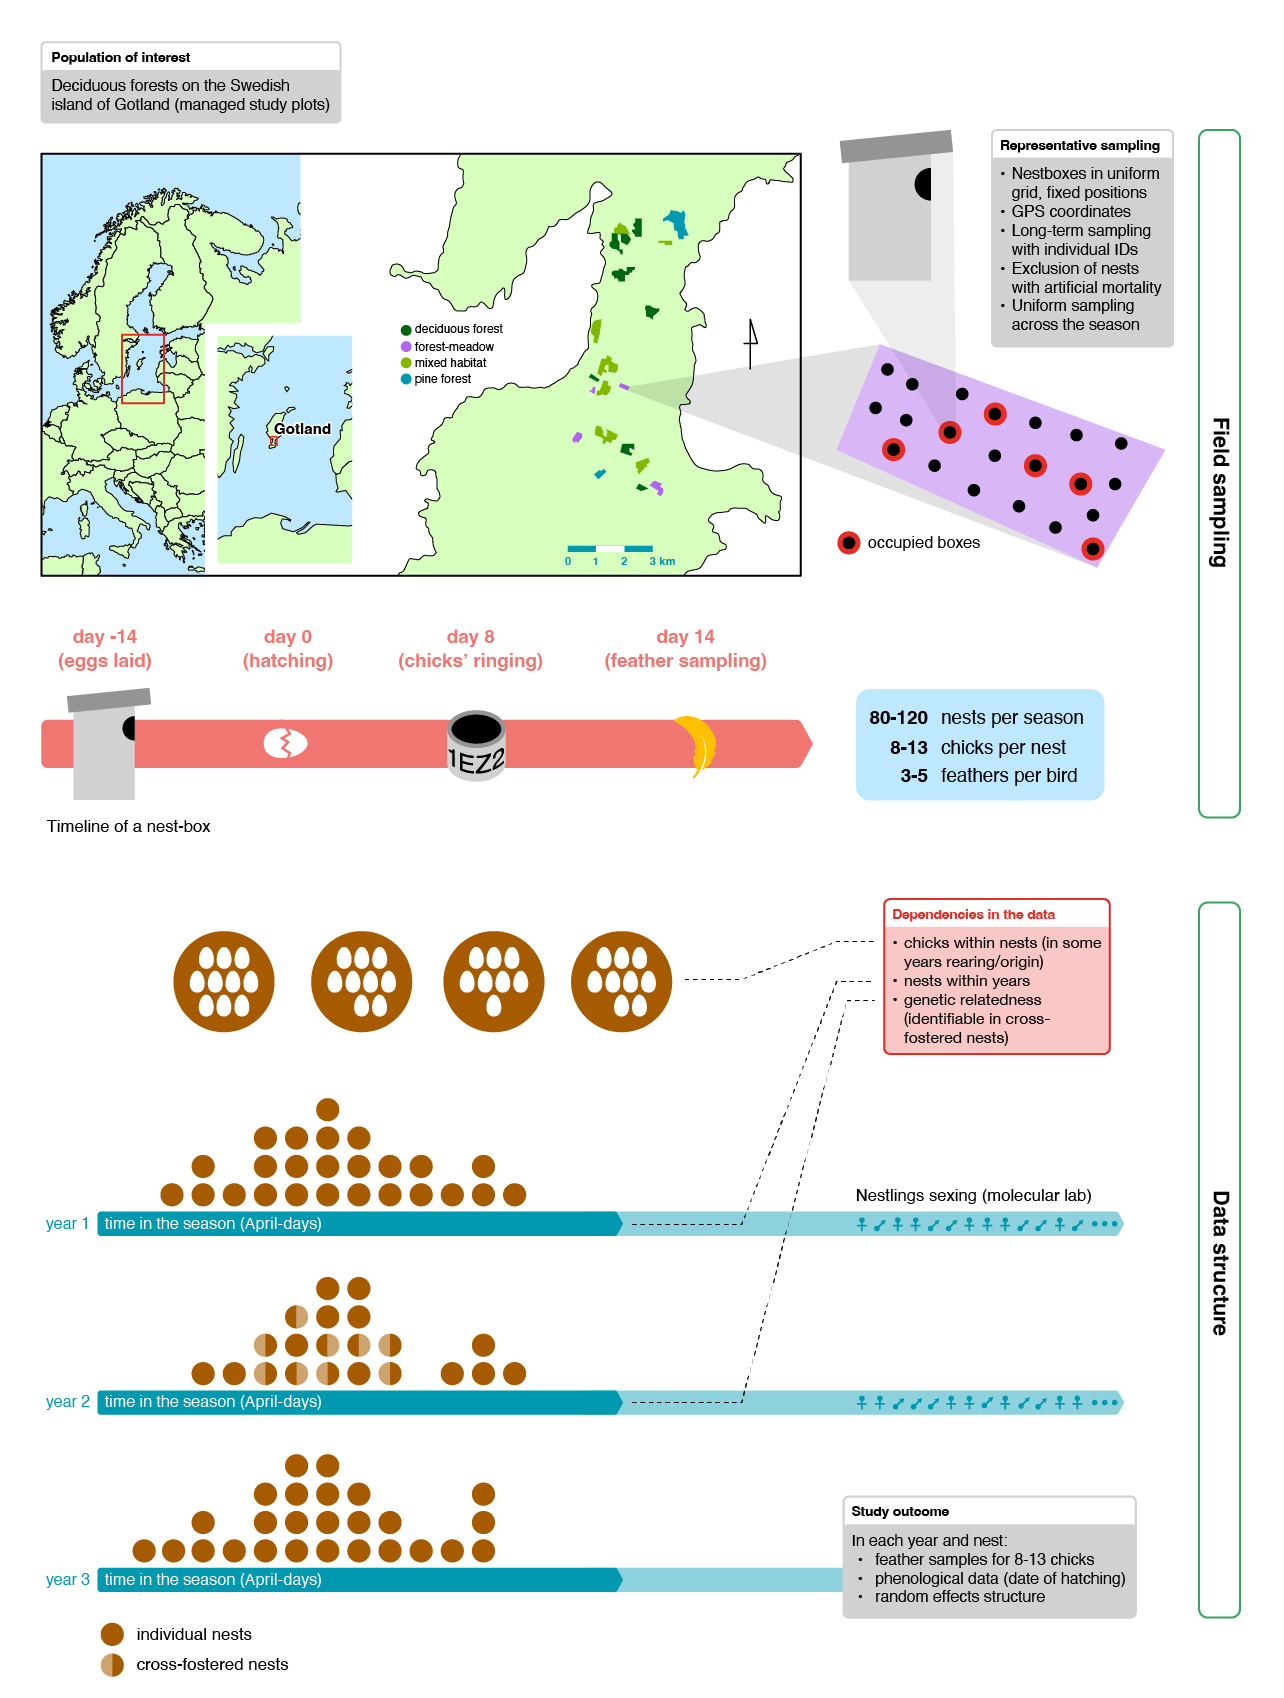 Population of interest
Deciduous forests on the Swedish
island of Gotland (managed study plots)
Representative sampling
• Nestboxes in uniform
grid, fixed positions
• GPS coordinates
• Long-term sampling
with individual IDs
• Exclusion of nests
with artificial mortality
• Uniform sampling
across the season
Field sampling
deciduous forest
forest-meadow
mixed habitat
pine forest
Gotland
0 1 2 3 km
occupied boxes
day -14
(eggs laid)
day 0
(hatching)
day 8
(chicks’ ringing)
day 14
(feather sampling)
1EZ2
80-120 nests per season
8-13 chicks per nest
3-5 feathers per bird
Timeline of a nest-box
Dependencies in the data
• chicks within nests (in some
years rearing/origin)
• nests within years
• genetic relatedness
(identifiable in cross-
fostered nests)
Data structure
Nestlings sexing (molecular lab)
year 1 time in the season (April-days)
year 2 time in the season (April-days)
year 3 time in the season (April-days)
Study outcome
In each year and nest:
• feather samples for 8-13 chicks
• phenological data (date of hatching)
• random effects structure
individual nests
cross-fostered nests